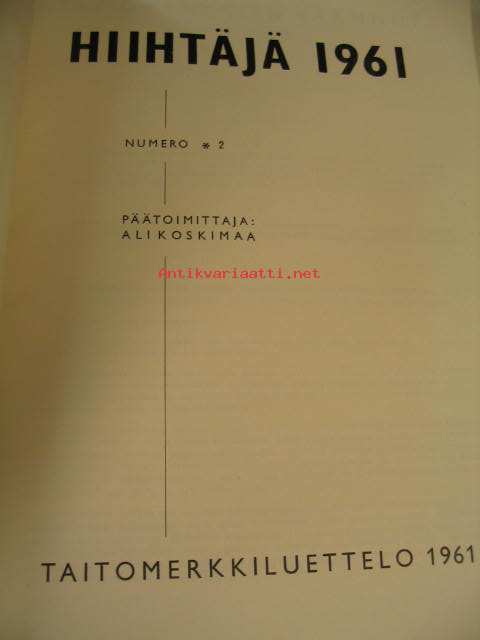 HIIHTÄJÄ 1961
NUMERO * 2
PÄÄTOIMITTAJA:
ALI KOSKIMAA
Antikvariaatti.net
TAITOMERKKILUETTELO 1961